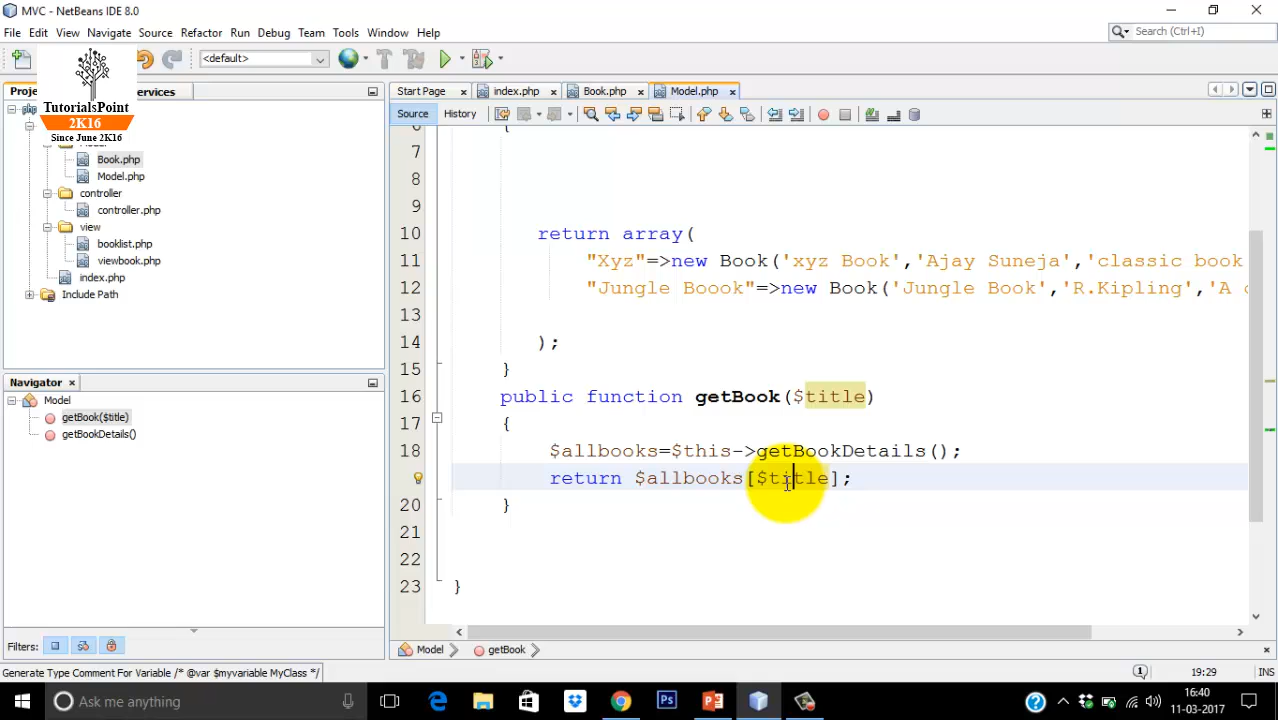 MVC - NetBeans IDE 8.0
File Edit View Navigate Source Refactor Run Debug Team Tools Window Help
Search (Ctrl+I)
<default>
TutorialsPoint
2K16
Since June 2K16
Start Page index.php Book.php Model.php
Source History
Book.php
Model.php
controller
controller.php
view
booklist.php
viewbook.php
index.php
Include Path
Navigator
Model
getBook($title)
getBookDetails()
Filters:
7
8
9
10 return array(
11 "Xyz"=>new Book('xyz Book','Ajay Suneja','classic book
12 "Jungle Boook"=>new Book('Jungle Book','R.Kipling','A
13
14 );
15 }
16 public function getBook($title)
17 {
18 $allbooks=$this->getBookDetails();
return $allbooks[$title];
20 }
21
22
23 }
Model getBook
Generate Type Comment For Variable /* @var $myvariable MyClass */
1
19:29 INS
Ask me anything
16:40
11-03-2017